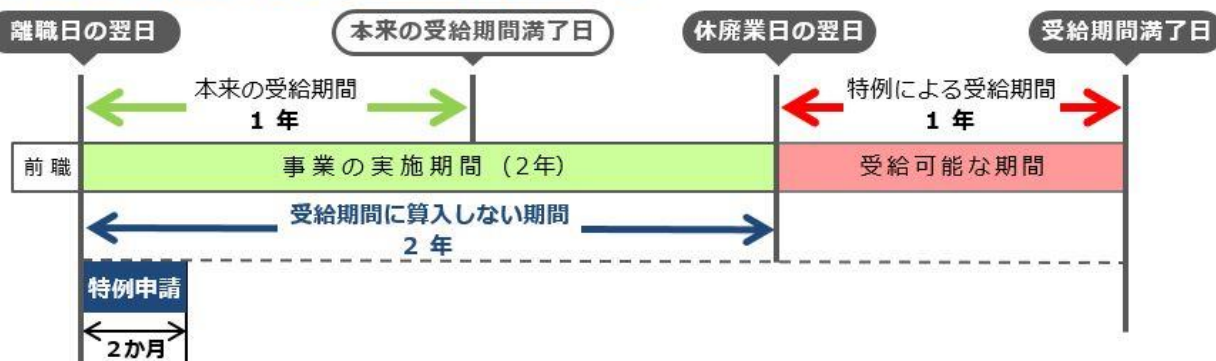 離職日の翌日
本来の受給期間満了日
休廃業日の翌日
受給期間満了日
本来の受給期間
1 年
特例による受給期間
1 年
前職
事業の実施期間 (2年)
受給可能な期間
受給期間に算入しない期間
2 年
特例申請
2か月